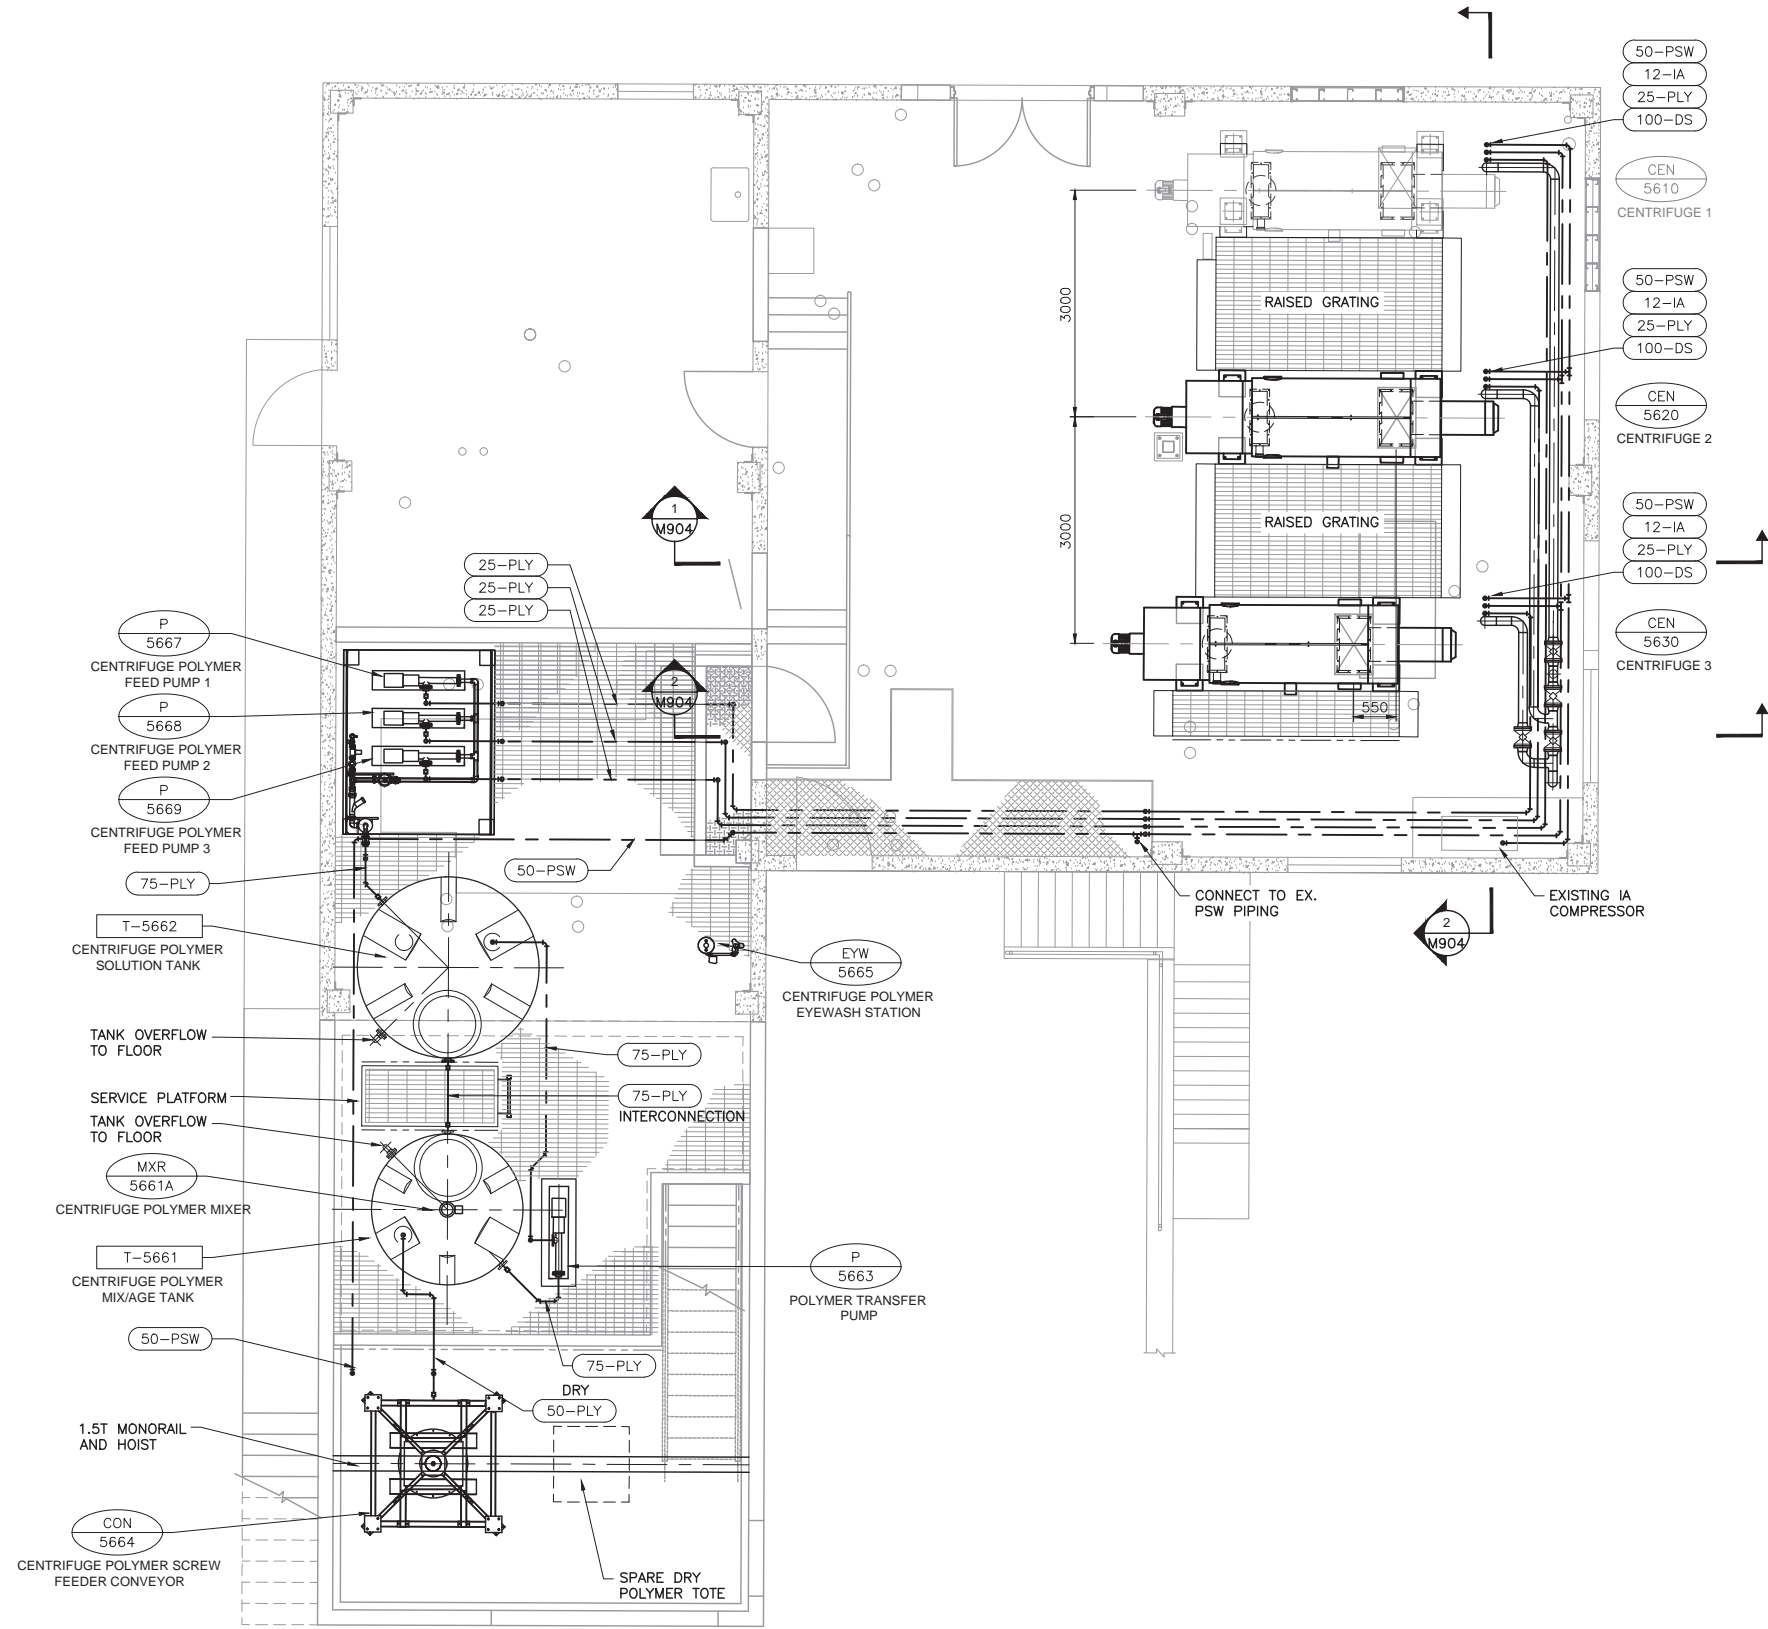 50-PSW
12-IA
25-PLY
100-DS
CEN
5610
CENTRIFUGE 1
3000
RAISED GRATING
50-PSW
12-IA
25-PLY
100-DS
CEN
5620
CENTRIFUGE 2
3000
RAISED GRATING
1
M904
50-PSW
12-IA
25-PLY
100-DS
CEN
5630
CENTRIFUGE 3
25-PLY
25-PLY
25-PLY
P
5667
CENTRIFUGE POLYMER
FEED PUMP 1
2
M904
550
P
5668
CENTRIFUGE POLYMER
FEED PUMP 2
P
5669
CENTRIFUGE POLYMER
FEED PUMP 3
50-PSW
75-PLY
CONNECT TO EX.
PSW PIPING
EXISTING IA
COMPRESSOR
2
M904
T-5662
CENTRIFUGE POLYMER
SOLUTION TANK
EYW
5665
CENTRIFUGE POLYMER
EYEWASH STATION
TANK OVERFLOW
TO FLOOR
75-PLY
SERVICE PLATFORM
75-PLY
INTERCONNECTION
TANK OVERFLOW
TO FLOOR
MXR
5661A
CENTRIFUGE POLYMER MIXER
T-5661
CENTRIFUGE POLYMER
MIX/AGE TANK
P
5663
POLYMER TRANSFER
PUMP
50-PSW
75-PLY
DRY
50-PLY
1.5T MONORAIL
AND HOIST
CON
5664
CENTRIFUGE POLYMER SCREW
FEEDER CONVEYOR
SPARE DRY
POLYMER TOTE